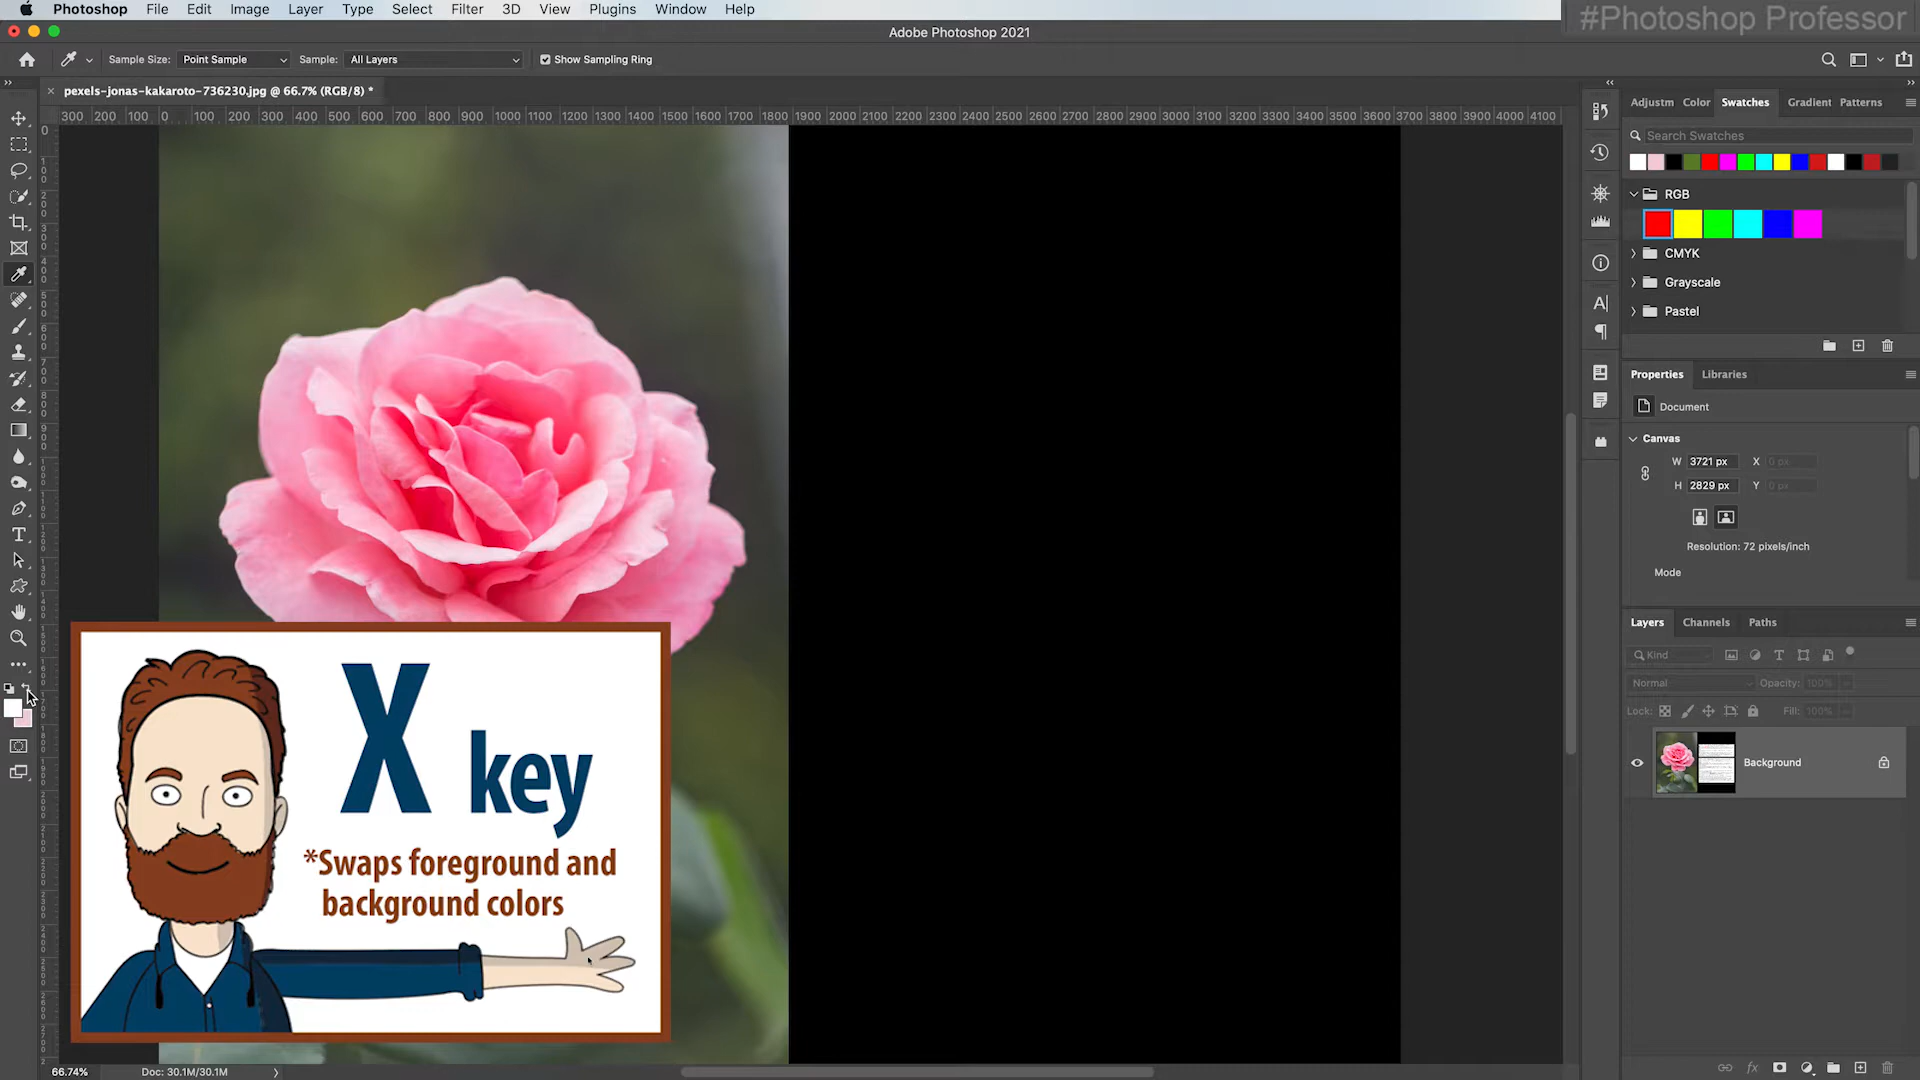 Photoshop File Edit Image Layer Type Select Filter 3D View Plugins Window Help
#Photoshop Professor
Adobe Photoshop 2021
Sample Size: Point Sample Sample: All Layers Show Sampling Ring
pexels-jonas-kakaroto-736230.jpg @ 66.7% (RGB/8) *
Adjustm Color Swatches Gradient Patterns
300 200 100 0 100 200 300 400 500 600 700 800 900 1000 1100 1200 1300 1400 1500 1600 1700 1800 1900 2000 2100 2200 2300 2400 2500 2600 2700 2800 2900 3000 3100 3200 3300 3400 3500 3600 3700 3800 3900 4000 4100
Search Swatches
RGB
CMYK
Grayscale
Pastel
Properties Libraries
Document
Canvas
W 3721 px X 0 px
H 2829 px Y 0 px
Resolution: 72 pixels/inch
Mode
Layers Channels Paths
Kind
Normal Opacity: 100%
Lock: Fill: 100%
Background
X key
*Swaps foreground and
background colors
66.74% Doc: 30.1M/30.1M